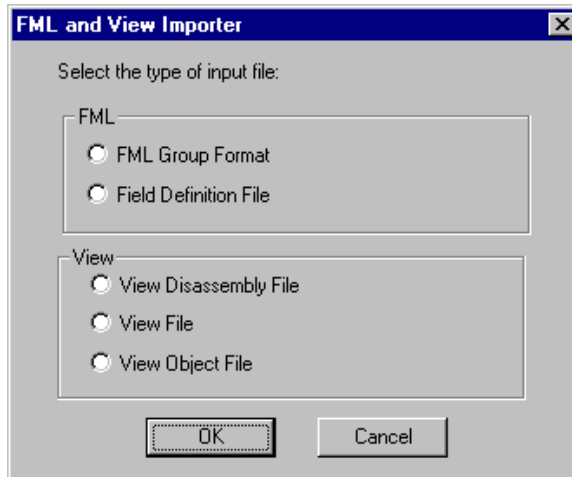 FML and View Importer
Select the type of input file:
FML
FML Group Format
Field Definition File
View
View Disassembly File
View File
View Object File
OK Cancel